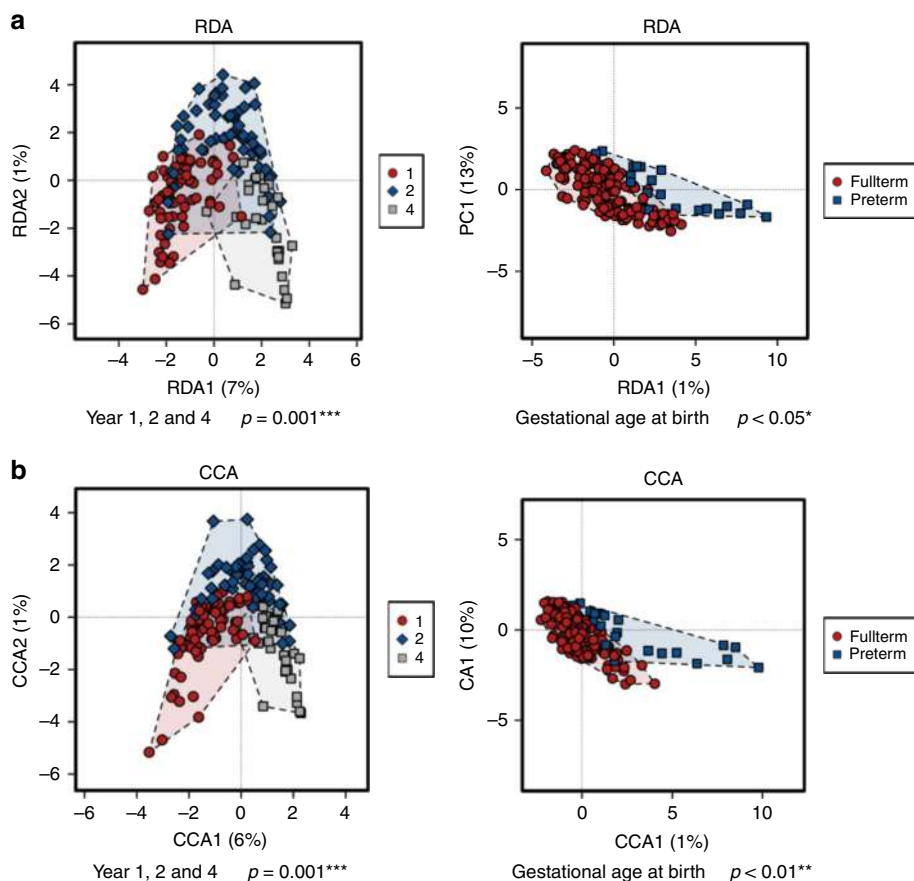 a
RDA
RDA
4
2
0
−2
−4
−6
RDA2 (1%)
−4 −2 0 2 4 6
RDA1 (7%)
1
2
4
Year 1, 2 and 4 p = 0.001***
5
0
−5
PC1 (13%)
−5 0 5 10
RDA1 (1%)
Fullterm
Preterm
Gestational age at birth p < 0.05*
b
CCA
CCA
4
2
0
−2
−4
−6
CCA2 (1%)
−6 −4 −2 0 2 4
CCA1 (6%)
1
2
4
Year 1, 2 and 4 p = 0.001***
5
0
−5
CA1 (10%)
0 5 10
CCA1 (1%)
Fullterm
Preterm
Gestational age at birth p < 0.01**